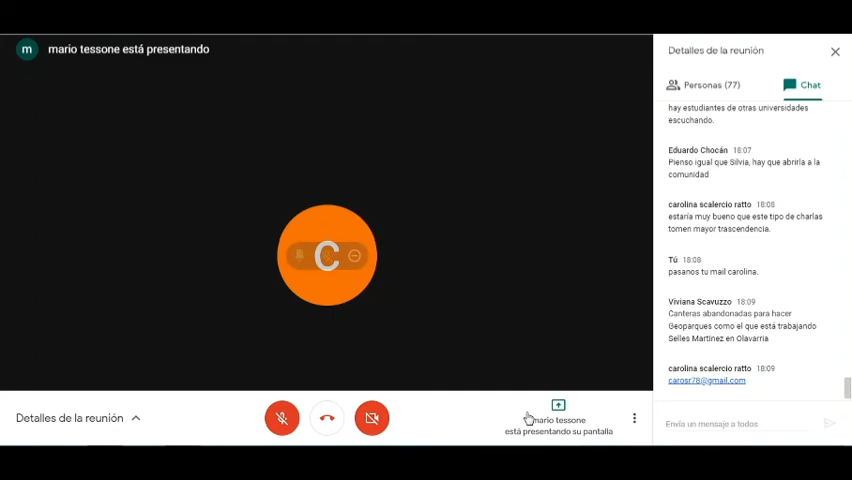 m mario tessone está presentando
C
Detalles de la reunión
mario tessone
está presentando su pantalla
Detalles de la reunión
Personas (77) Chat
hay estudiantes de otras universidades
escuchando.
Eduardo Chocán 18:07
Pienso igual que Silvia, hay que abrirla a la
comunidad
carolina scalercio ratto 18:08
estaría muy bueno que este tipo de charlas
tomen mayor trascendencia.
Tú 18:08
pasanos tu mail carolina.
Viviana Scavuzzo 18:09
Canteras abandonadas para hacer
Geoparques como el que está trabajando
Selles Martinez en Olavarria
carolina scalercio ratto 18:09
carosr78@gmail.com
Envía un mensaje a todos